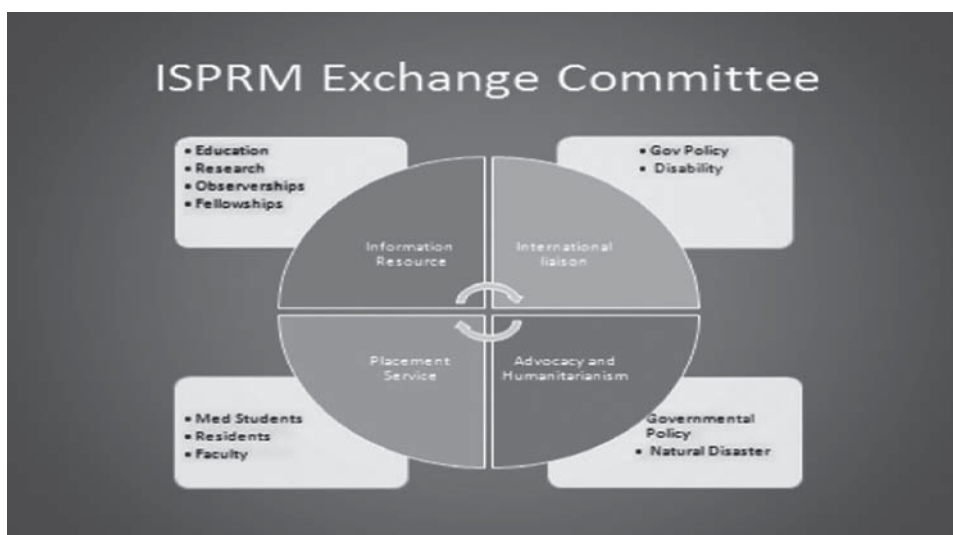 ISPRM Exchange Committee
• Education
• Research
• Observerships
• Fellowships
• Gov Policy
• Disability
Information
Resource
International
liaison
Placement
Service
Advocacy and
Humanitarianism
• Med Students
• Residents
• Faculty
Governmental
Policy
• Natural Disaster